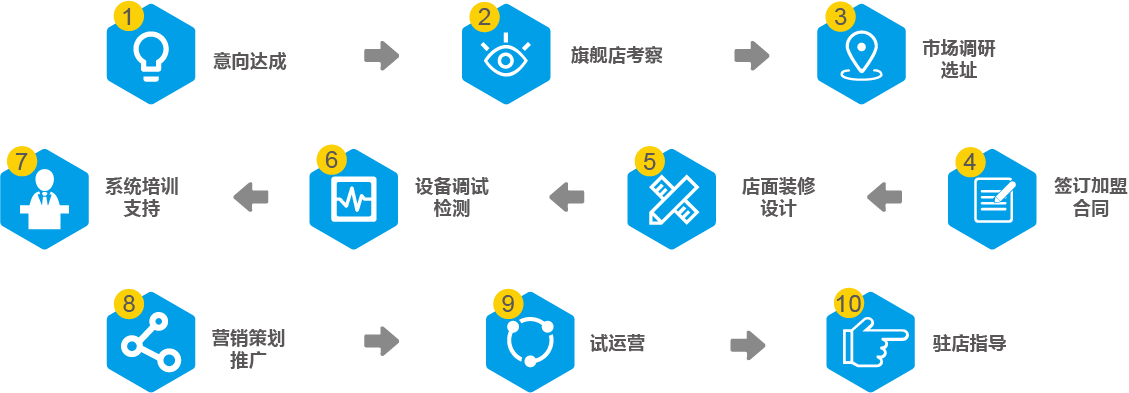 1
意向达成
2
旗舰店考察
3
市场调研
选址
4
签订加盟
合同
5
店面装修
设计
6
设备调试
检测
7
系统培训
支持
8
营销策划
推广
9
试运营
10
驻店指导